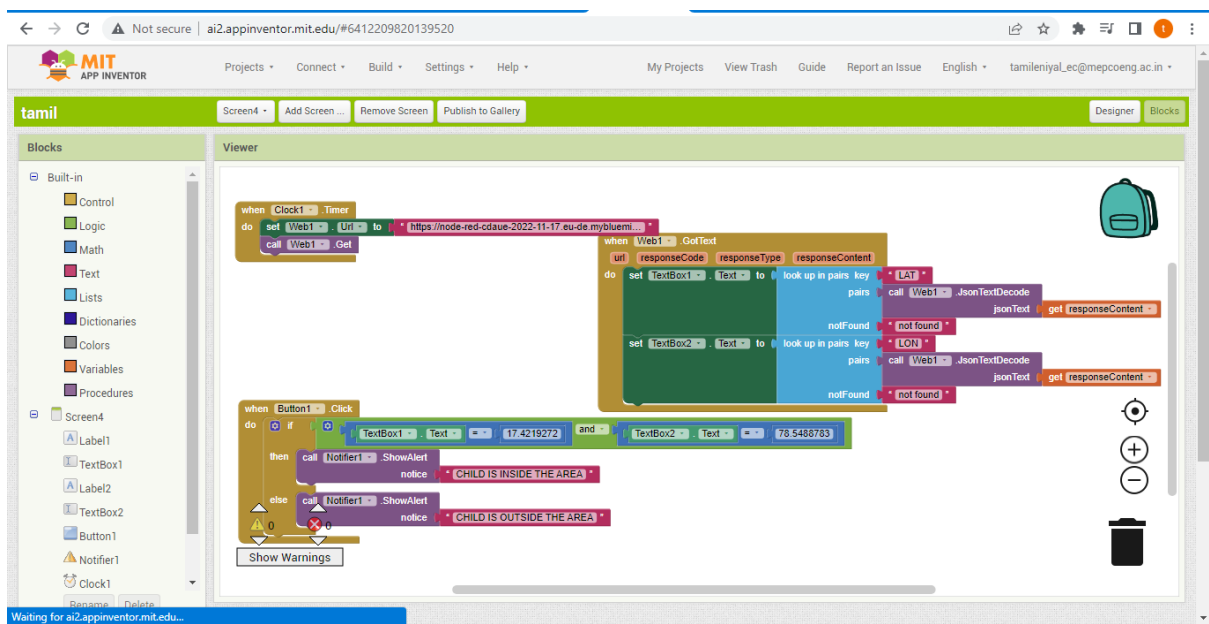 Not secure | ai2.appinventor.mit.edu/#6412209820139520
t
MIT
APP INVENTOR
Projects Connect Build Settings Help My Projects View Trash Guide Report an Issue English tamileniyal_ec@mepcoeng.ac.in
tamil Screen4 Add Screen ... Remove Screen Publish to Gallery Designer Blocks
Blocks Viewer
Built-in
Control
Logic
Math
Text
Lists
Dictionaries
Colors
Variables
Procedures
Screen4
Label1
TextBox1
Label2
TextBox2
Button1
Notifier1
Clock1
Rename Delete
when Clock1 .Timer
do set Web1 . Url to " https://node-red-cdaue-2022-11-17.eu-de.mybluemi... "
call Web1 .Get
when Web1 .GotText
url responseCode responseType responseContent
do set TextBox1 . Text to look up in pairs key " LAT "
pairs call Web1 .JsonTextDecode
jsonText get responseContent
notFound " not found "
set TextBox2 . Text to look up in pairs key " LON "
pairs call Web1 .JsonTextDecode
jsonText get responseContent
notFound " not found "
when Button1 .Click
do if TextBox1 . Text = 17.4219272 and TextBox2 . Text = 78.5488783
then call Notifier1 .ShowAlert
notice " CHILD IS INSIDE THE AREA "
else call Notifier1 .ShowAlert
notice " CHILD IS OUTSIDE THE AREA "
0 0
Show Warnings
Waiting for ai2.appinventor.mit.edu...